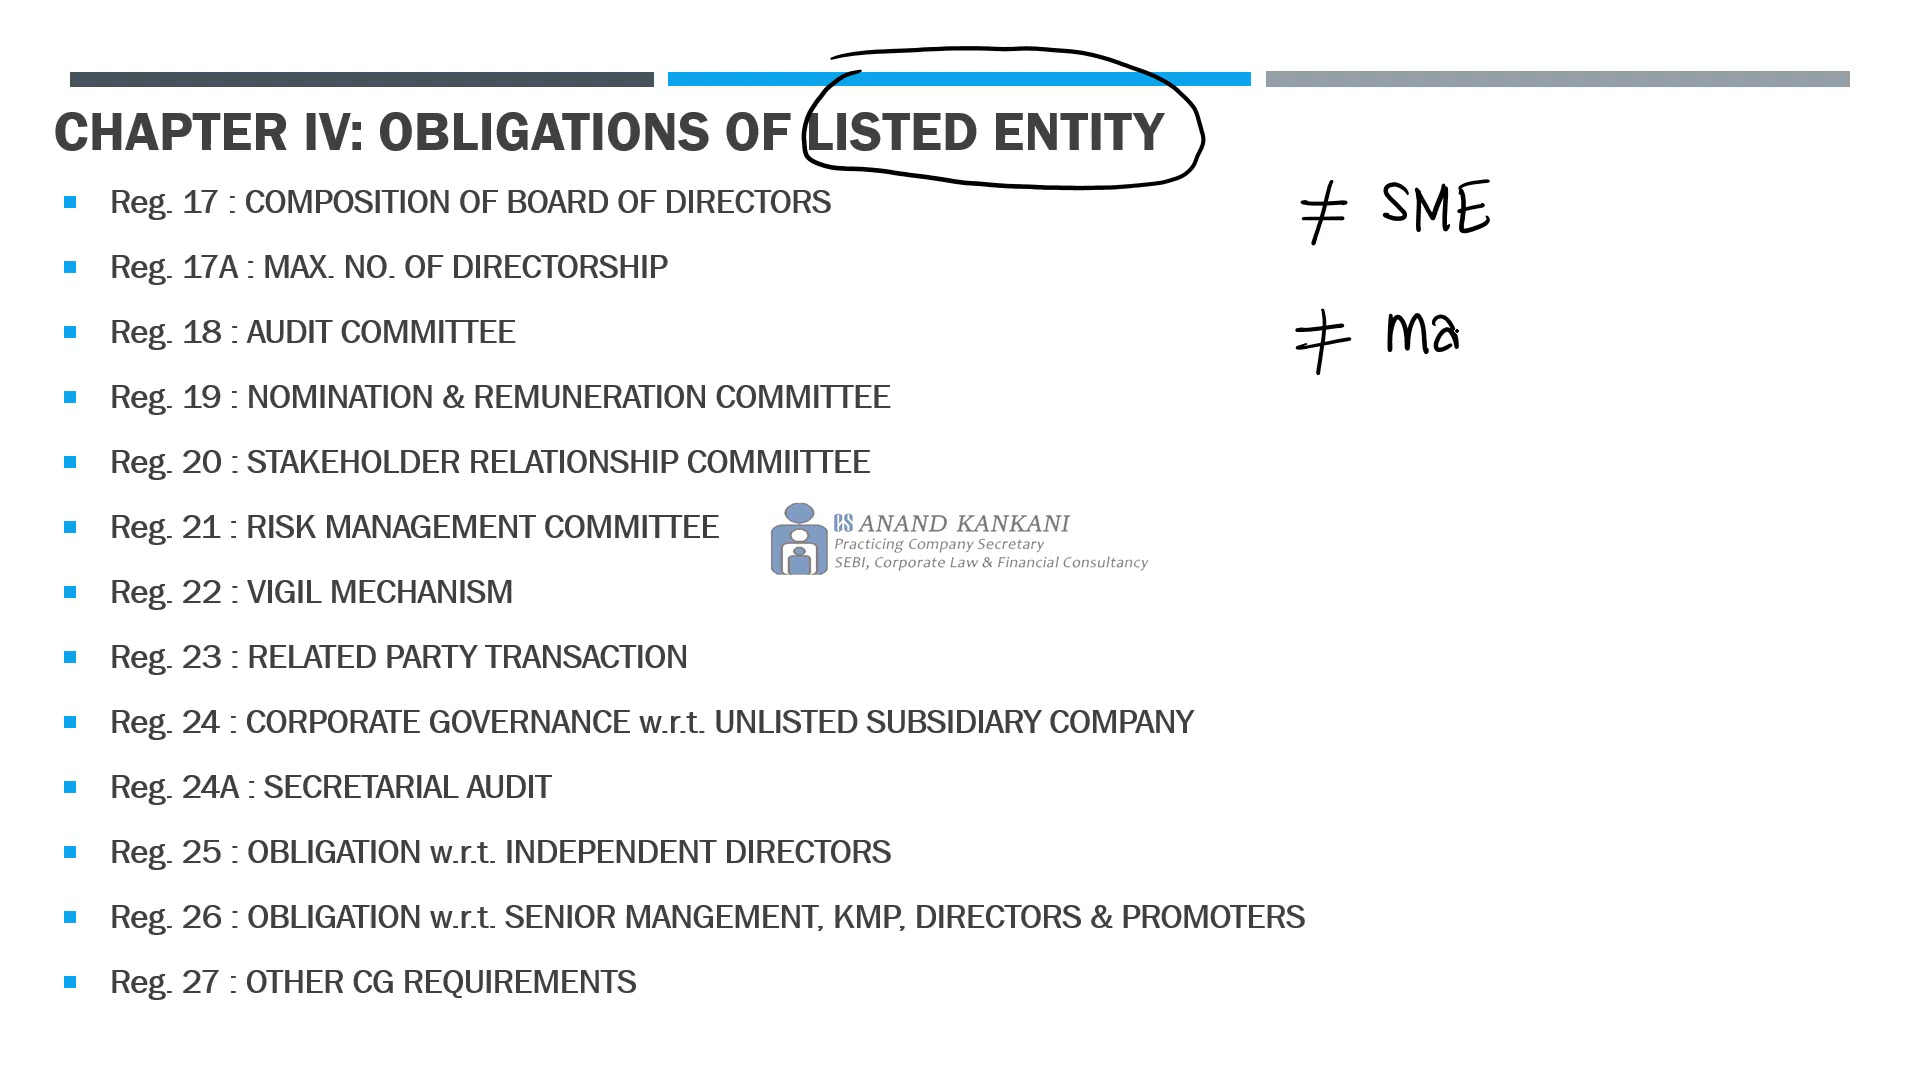 CHAPTER IV: OBLIGATIONS OF LISTED ENTITY
Reg. 17 : COMPOSITION OF BOARD OF DIRECTORS
≠ SME
Reg. 17A : MAX. NO. OF DIRECTORSHIP
Reg. 18 : AUDIT COMMITTEE
≠ ma
Reg. 19 : NOMINATION & REMUNERATION COMMITTEE
Reg. 20 : STAKEHOLDER RELATIONSHIP COMMIITTEE
Reg. 21 : RISK MANAGEMENT COMMITTEE
CS ANAND KANKANI
Practicing Company Secretary
SEBI, Corporate Law & Financial Consultancy
Reg. 22 : VIGIL MECHANISM
Reg. 23 : RELATED PARTY TRANSACTION
Reg. 24 : CORPORATE GOVERNANCE w.r.t. UNLISTED SUBSIDIARY COMPANY
Reg. 24A : SECRETARIAL AUDIT
Reg. 25 : OBLIGATION w.r.t. INDEPENDENT DIRECTORS
Reg. 26 : OBLIGATION w.r.t. SENIOR MANGEMENT, KMP, DIRECTORS & PROMOTERS
Reg. 27 : OTHER CG REQUIREMENTS